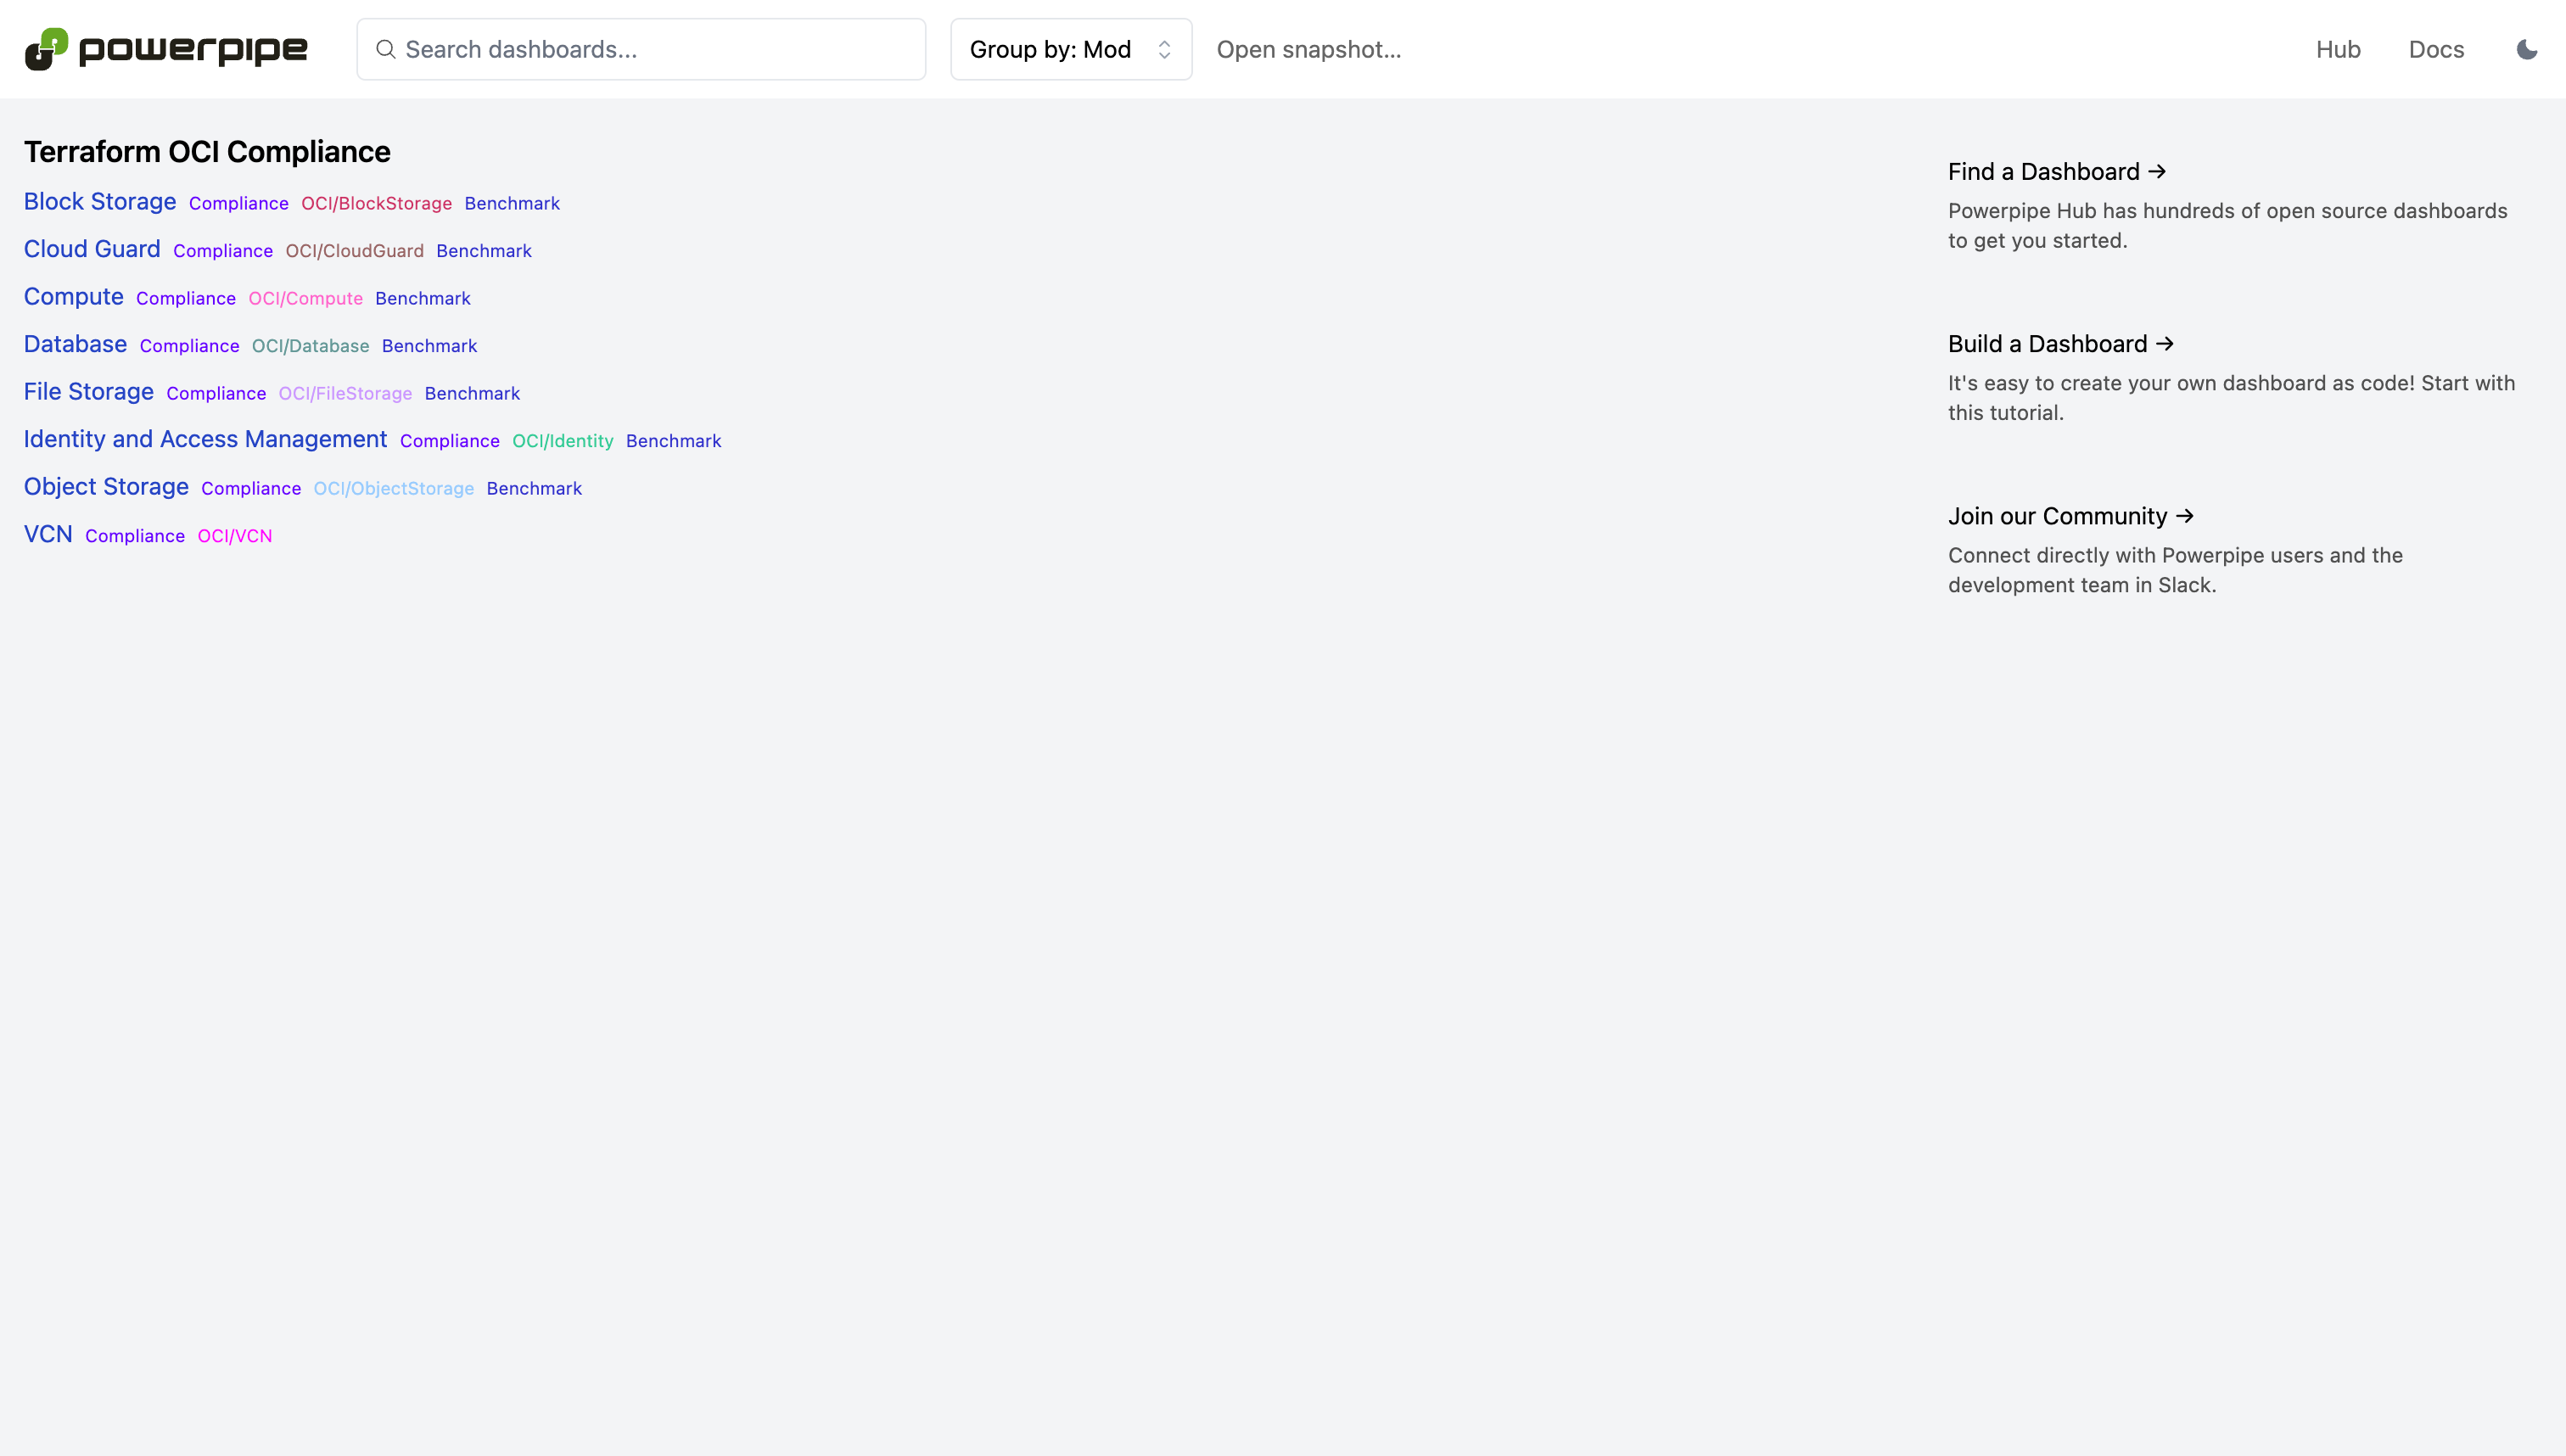 powerpipe Search dashboards... Group by: Mod Open snapshot... Hub Docs
Terraform OCI Compliance
Block Storage Compliance OCI/BlockStorage Benchmark
Cloud Guard Compliance OCI/CloudGuard Benchmark
Compute Compliance OCI/Compute Benchmark
Database Compliance OCI/Database Benchmark
File Storage Compliance OCI/FileStorage Benchmark
Identity and Access Management Compliance OCI/Identity Benchmark
Object Storage Compliance OCI/ObjectStorage Benchmark
VCN Compliance OCI/VCN
Find a Dashboard →
Powerpipe Hub has hundreds of open source dashboards
to get you started.
Build a Dashboard →
It's easy to create your own dashboard as code! Start with
this tutorial.
Join our Community →
Connect directly with Powerpipe users and the
development team in Slack.